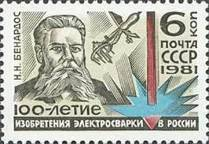 Н.Н. БЕНАРДОС
6 КОП
ПОЧТА
СССР
1981
100-ЛЕТИЕ
ИЗОБРЕТЕНИЯ ЭЛЕКТРОСВАРКИ
В РОССИИ